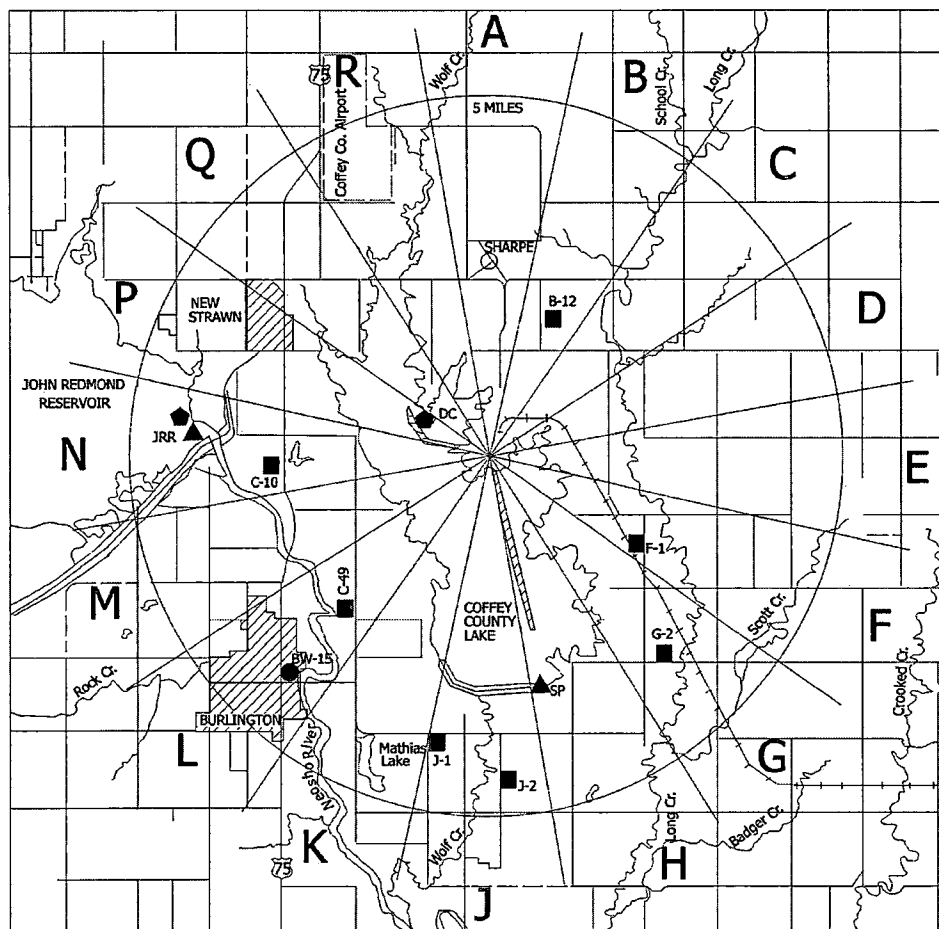 A
R
B
75
Wolf Cr.
School Cr.
Long Cr.
Coffey Co. Airport
5 MILES
Q
C
SHARPE
P
NEW
STRAWN
B-12
D
JOHN REDMOND
RESERVOIR
DC
JRR
N
E
C-10
F-1
C-49
M
COFFEY
COUNTY
LAKE
Scott Cr.
F
G-2
Rock Cr.
BW-15
SP
Crooked Cr.
BURLINGTON
L
Neosho River
Mathias
Lake
J-1
G
J-2
Long Cr.
Badger Cr.
K
Wolf Cr.
H
75
J